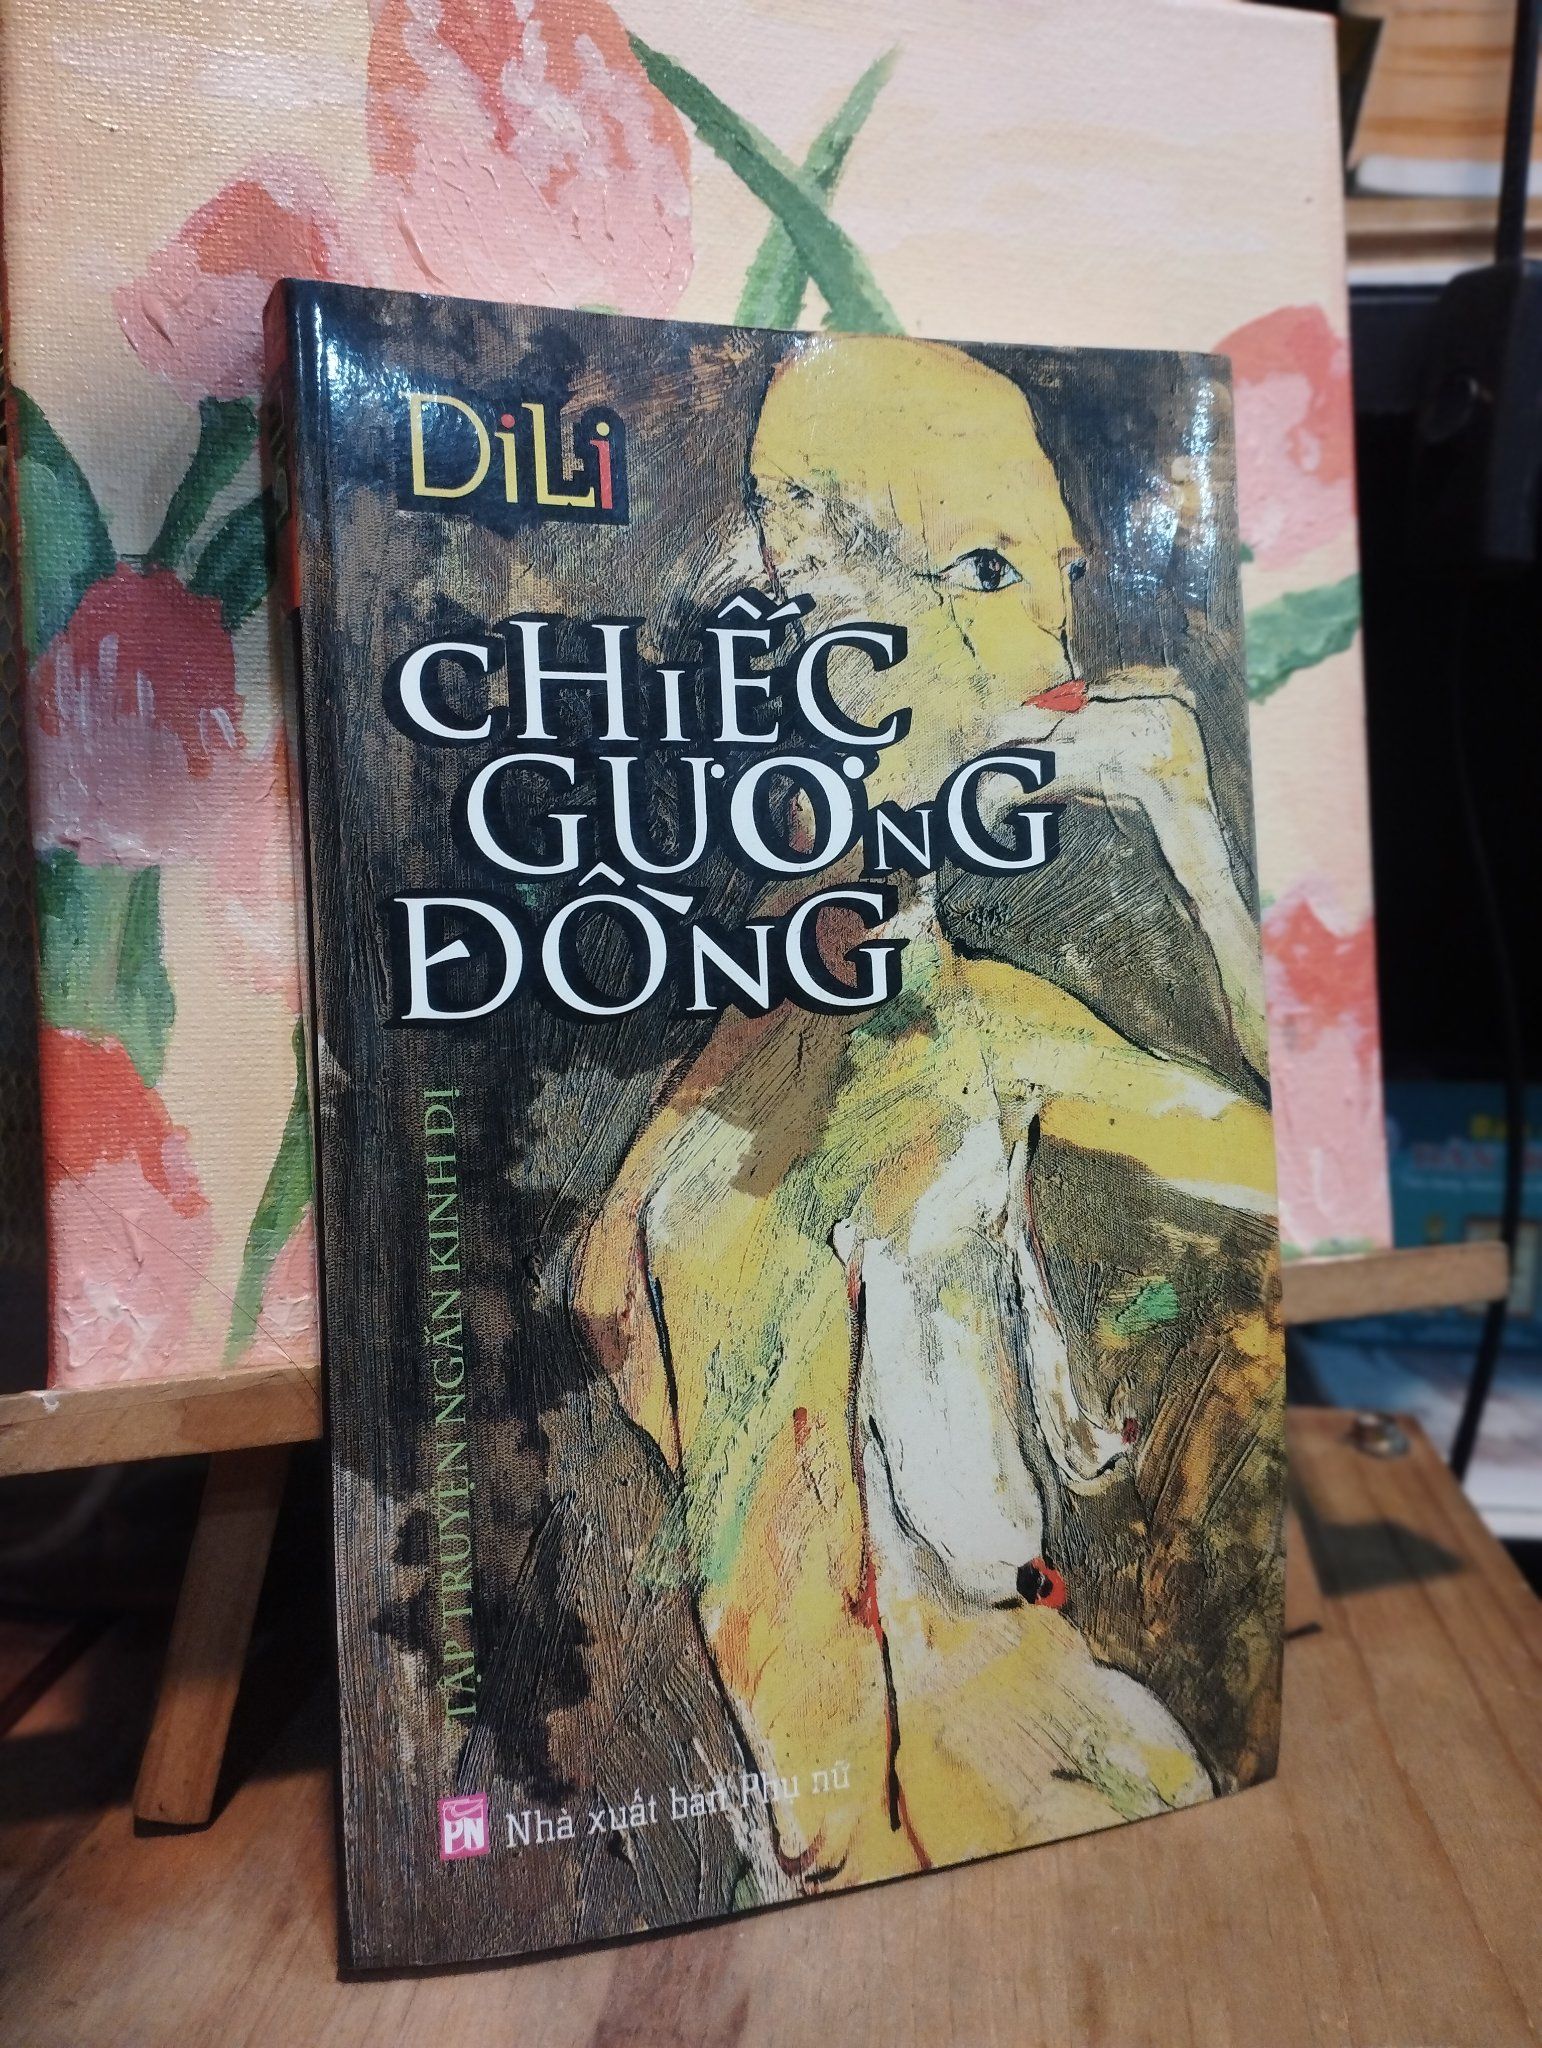 DiLi
CHiẾC
GƯƠNG
ĐỒNG
TẬP TRUYỆN NGẮN KINH DỊ
PN
Nhà xuất bản Phụ nữ